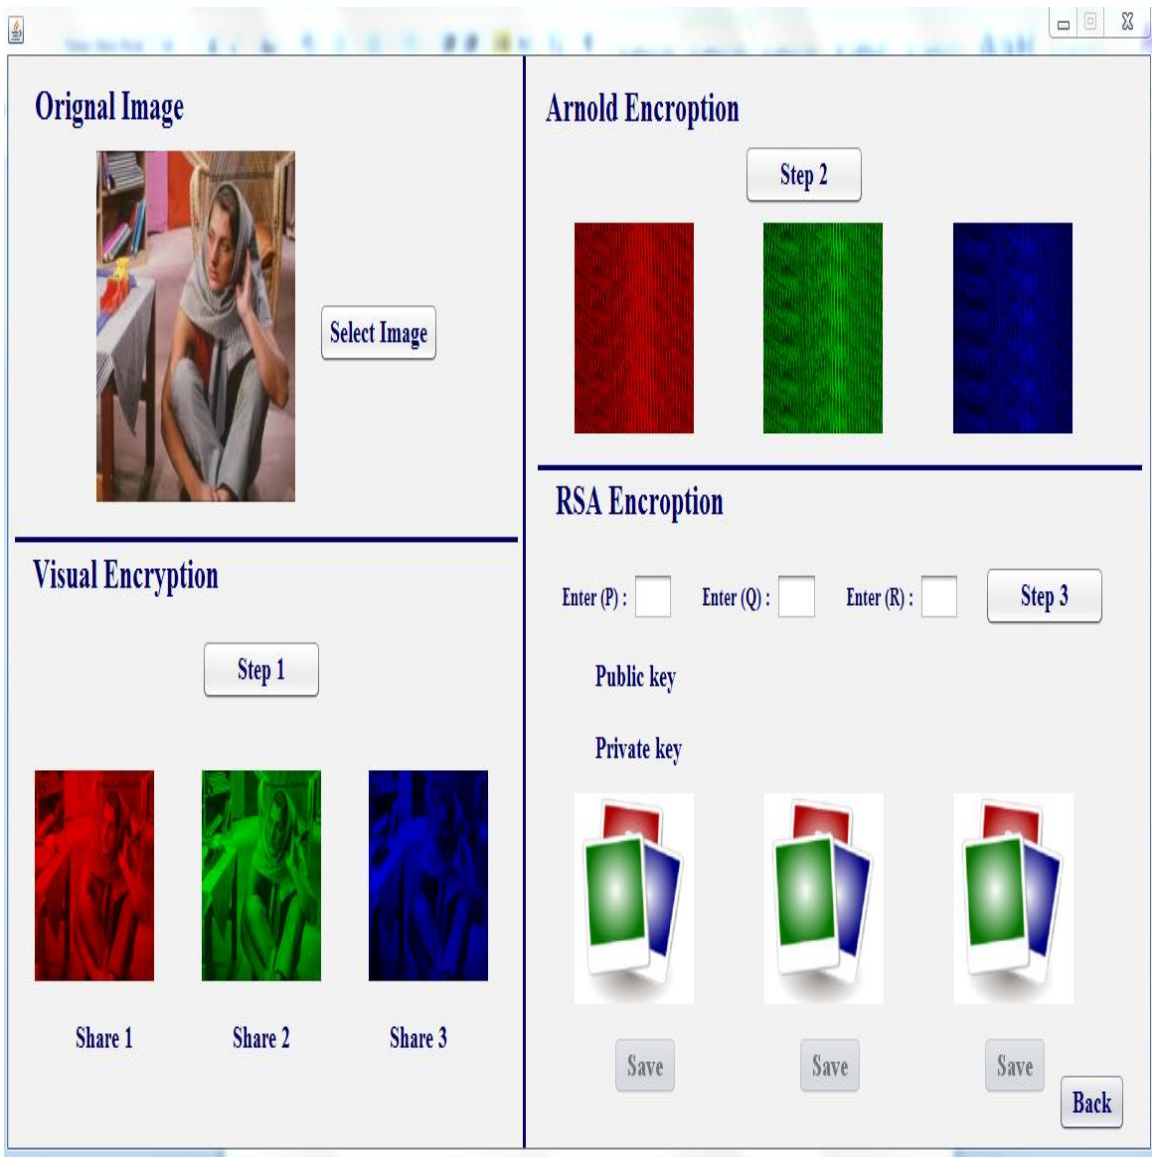 Orignal Image
Select Image
Visual Encryption
Step 1
Share 1 Share 2 Share 3
Arnold Encroption
Step 2
RSA Encroption
Enter (P) : Enter (Q) : Enter (R) : Step 3
Public key
Private key
Save Save Save
Back